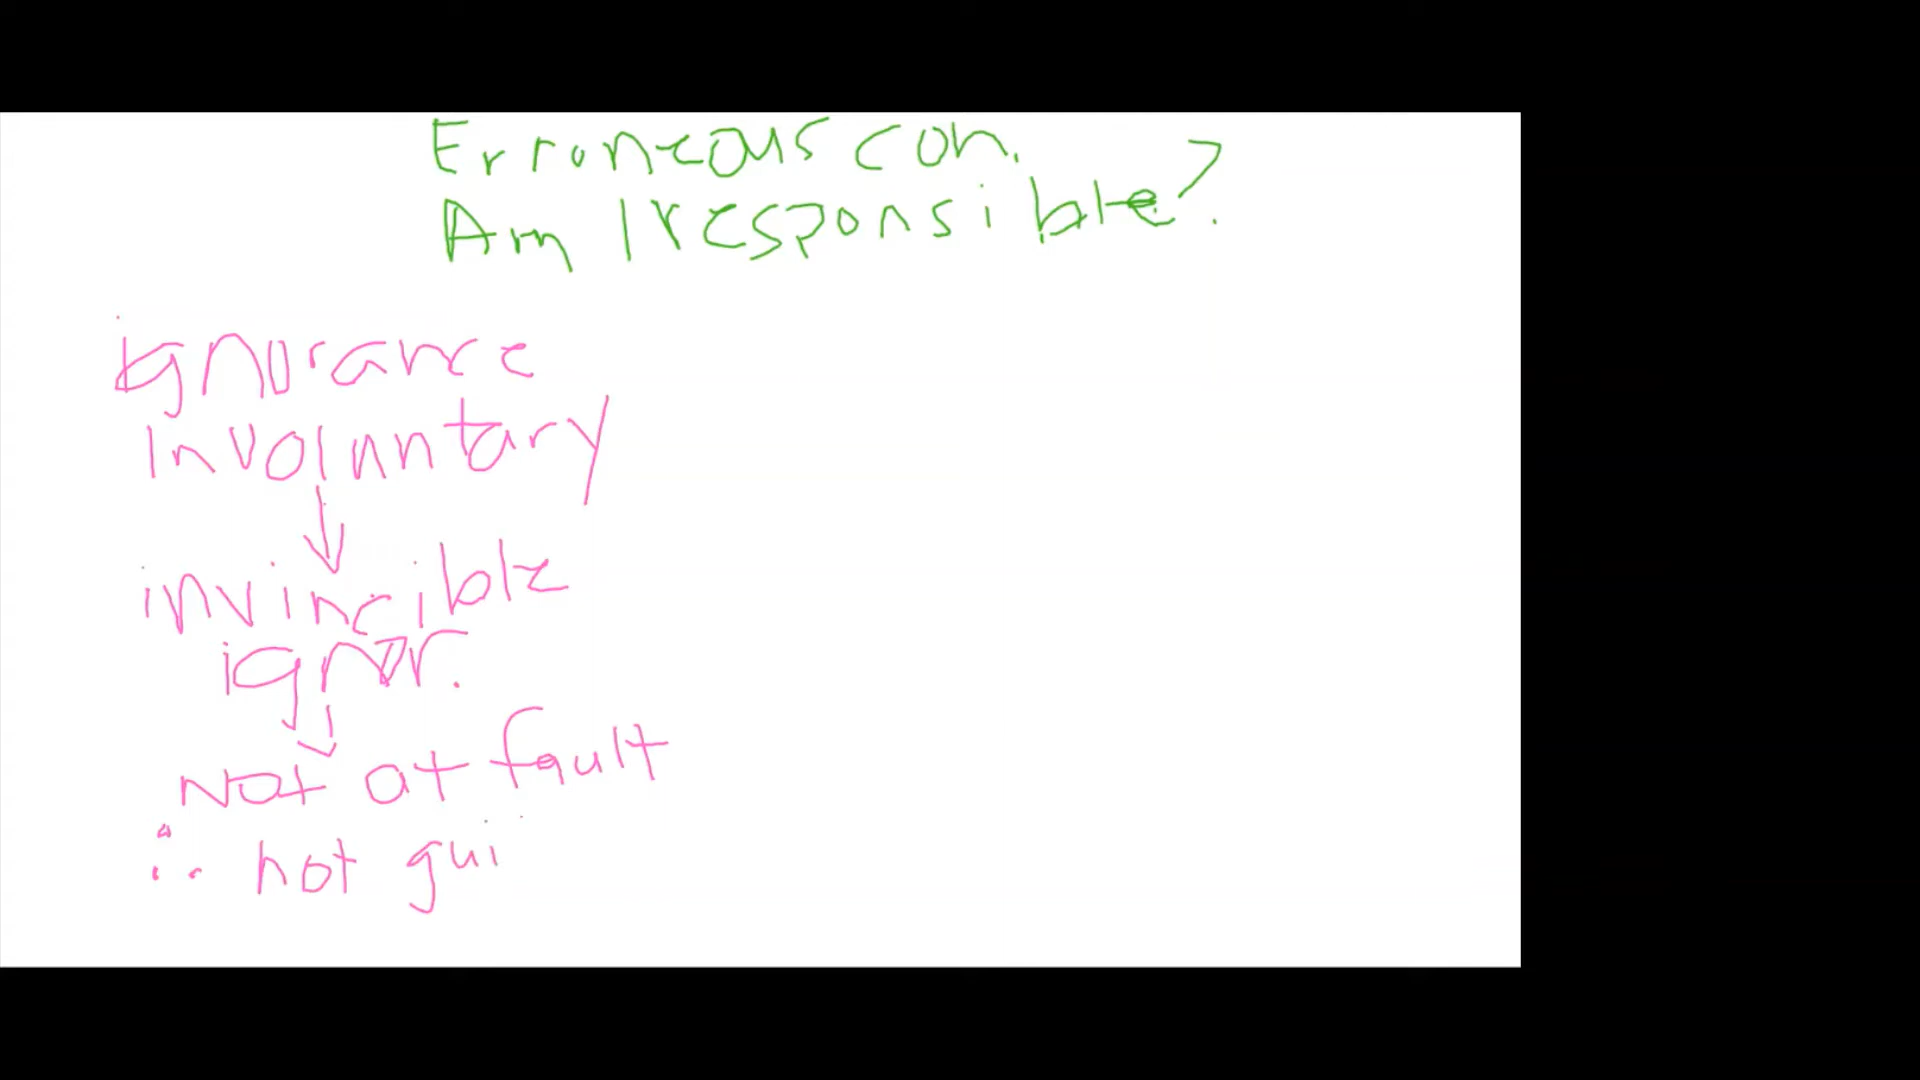 Erroneous con.
Am I responsible?
ignorance
Involuntary
invincible
ignor.
Not at fault
∴ not gui